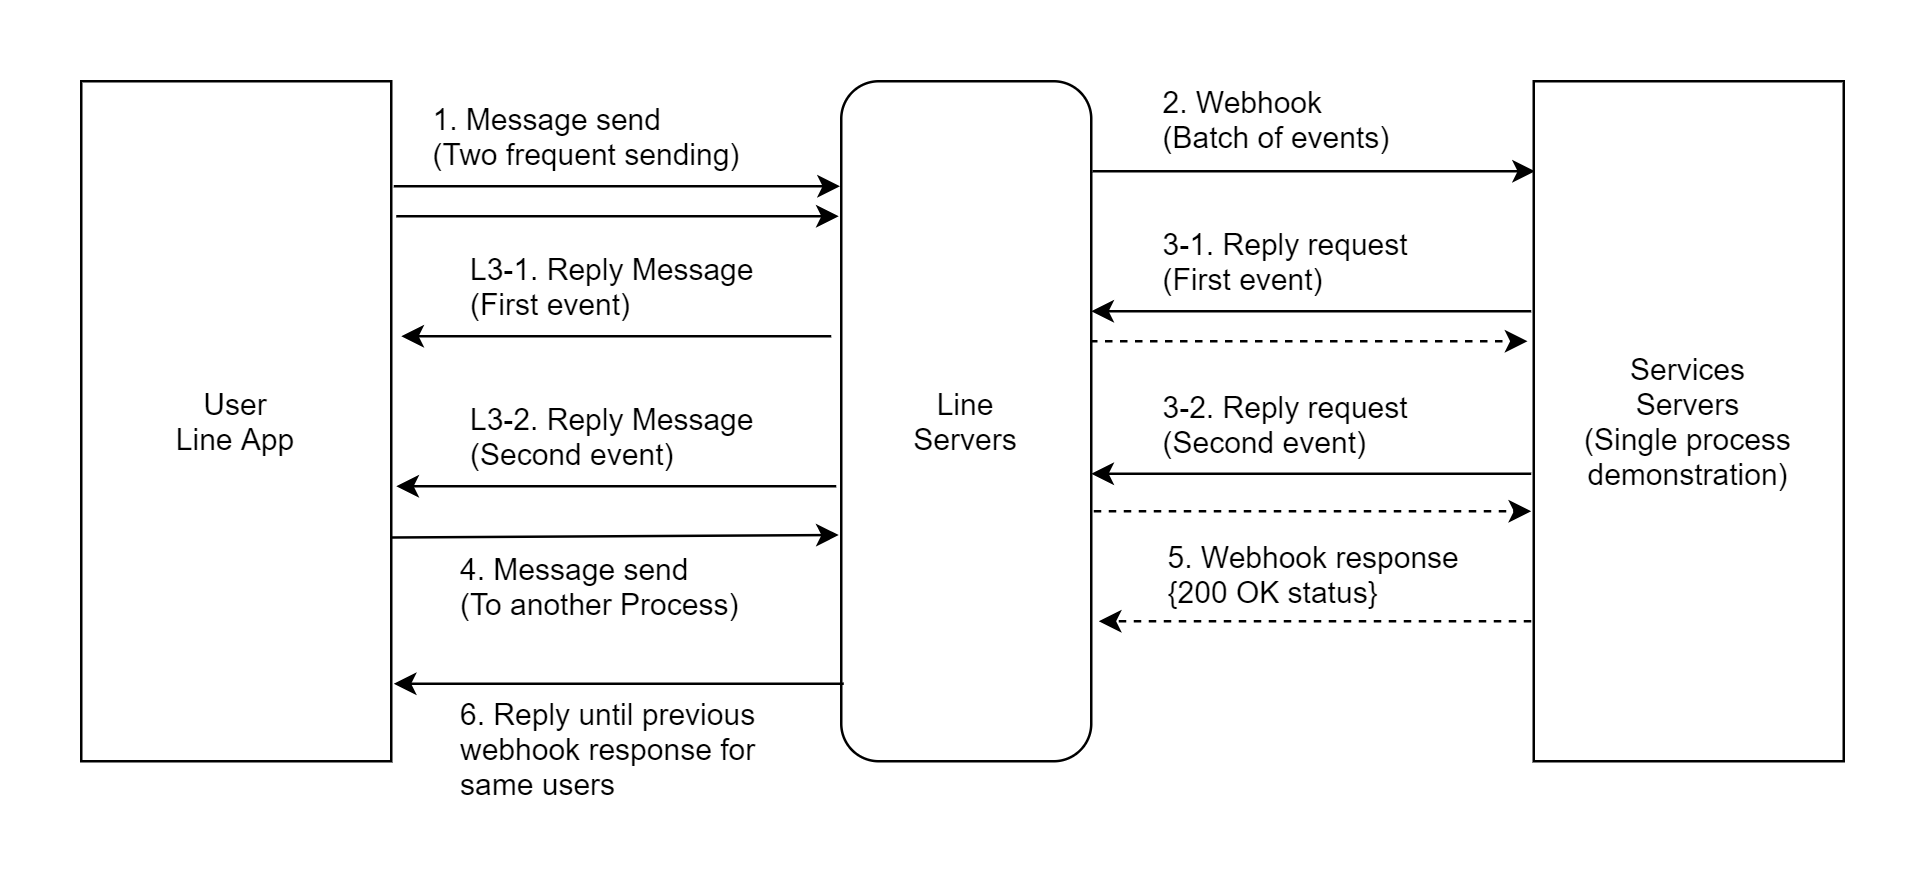 1. Message send
(Two frequent sending)
2. Webhook
(Batch of events)
L3-1. Reply Message
(First event)
3-1. Reply request
(First event)
User
Line App
L3-2. Reply Message
(Second event)
Line
Servers
3-2. Reply request
(Second event)
Services
Servers
(Single process
demonstration)
4. Message send
(To another Process)
5. Webhook response
{200 OK status}
6. Reply until previous
webhook response for
same users